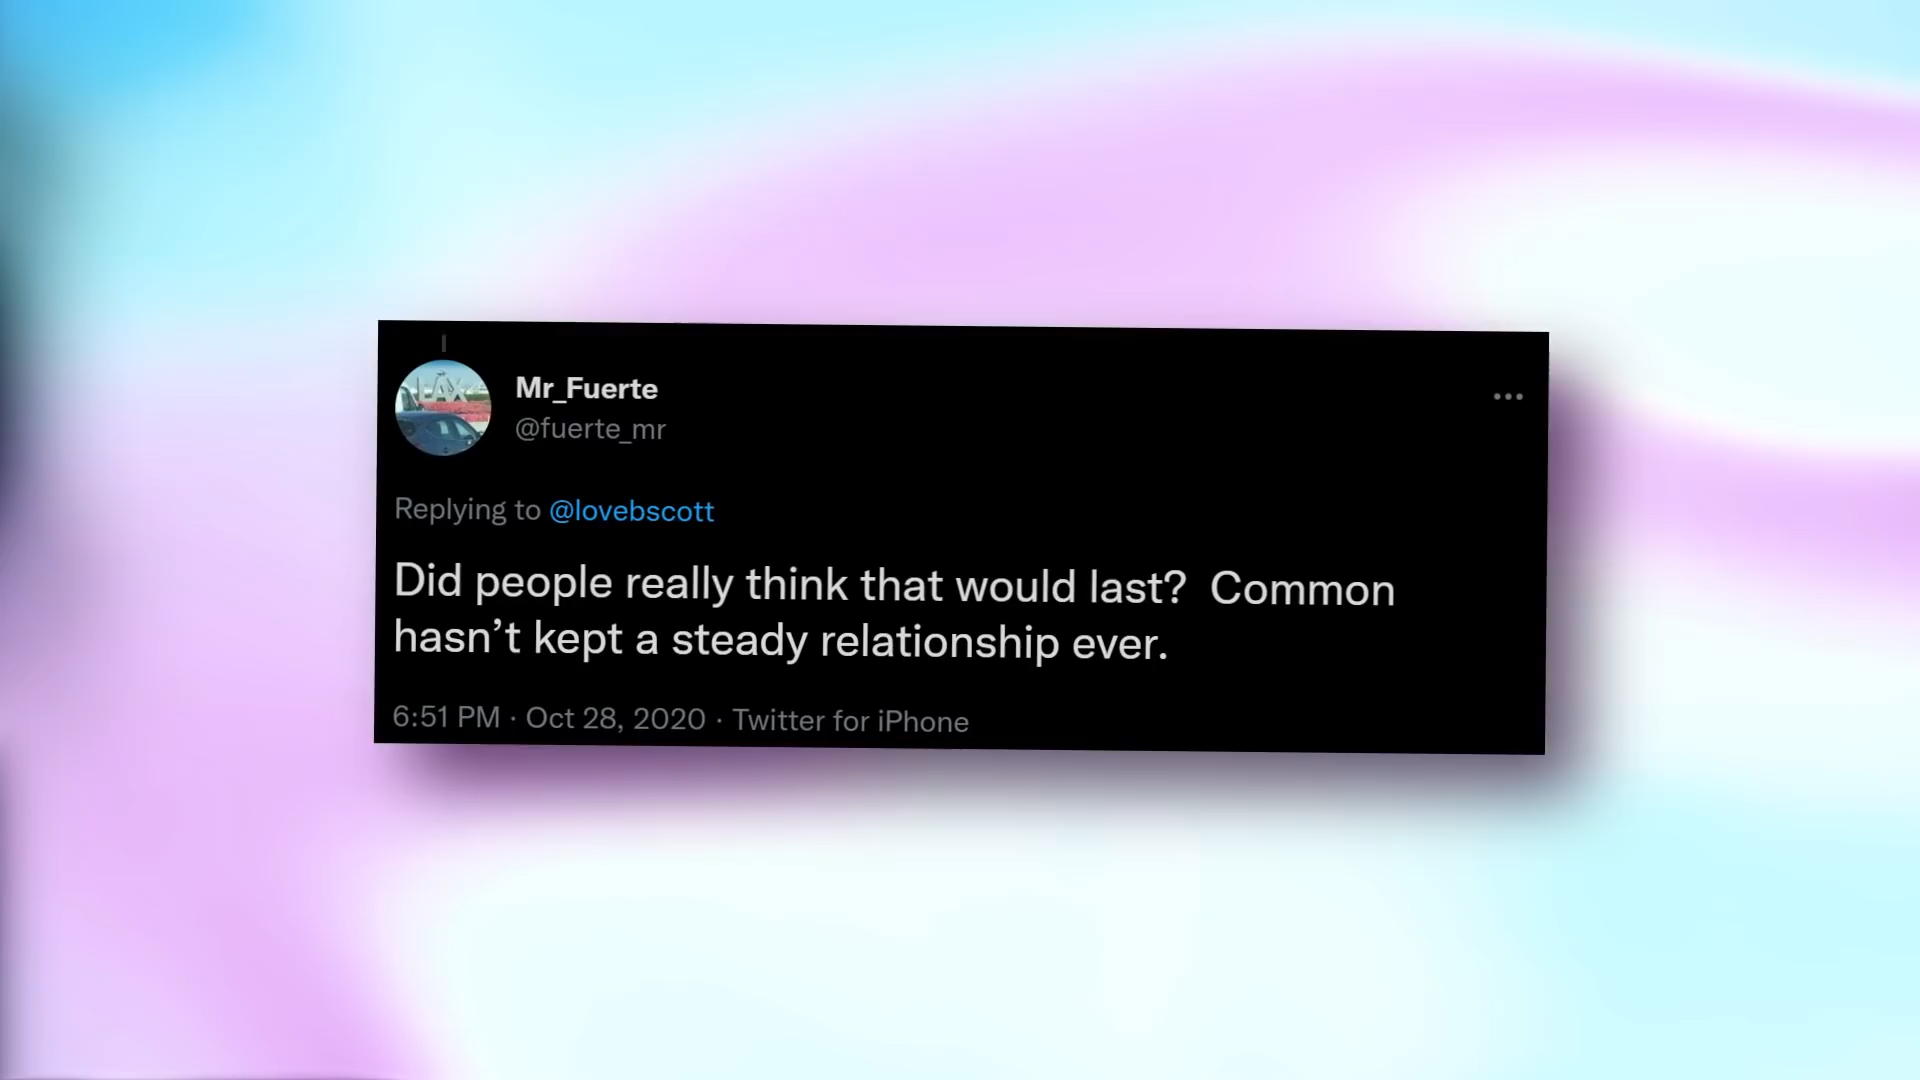 LAX
Mr_Fuerte
@fuerte_mr
Replying to @lovebscott
Did people really think that would last?  Common
hasn’t kept a steady relationship ever.
6:51 PM · Oct 28, 2020 · Twitter for iPhone